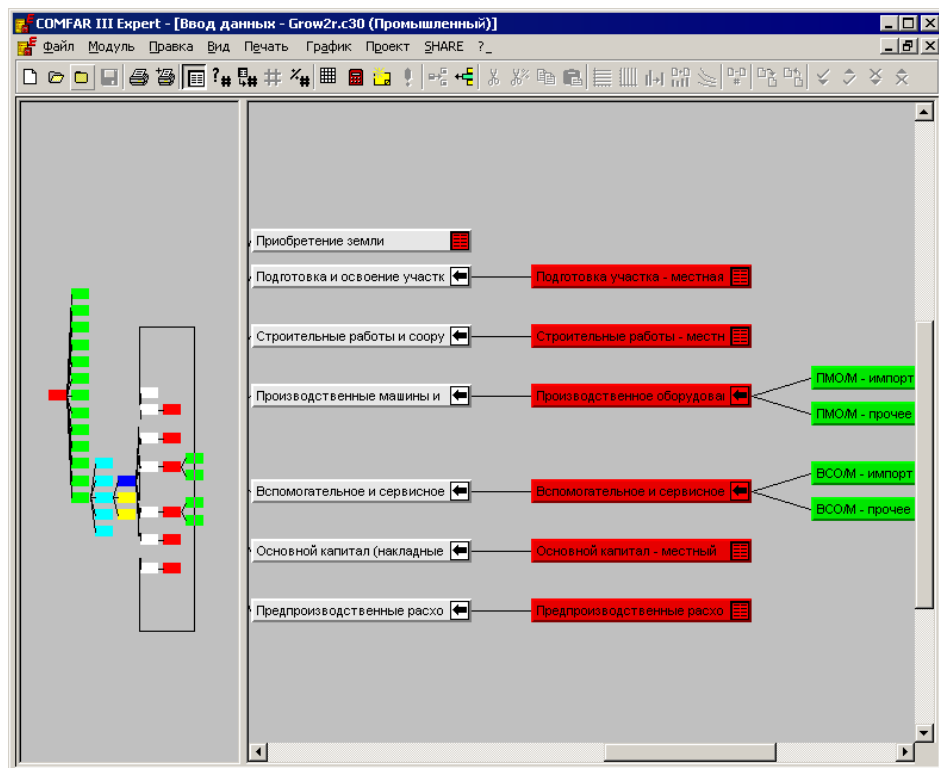 COMFAR III Expert - [Ввод данных - Grow2r.c30 (Промышленный)]
Файл Модуль Правка Вид Печать График Проект SHARE ?_
Приобретение земли
Подготовка и освоение участк Подготовка участка - местная
Строительные работы и соору Строительные работы - местн
ПМО/М - импорт
Производственные машины и Производственное оборудоваı
ПМО/М - прочее
ВСО/М - импорт
Вспомогательное и сервисное Вспомогательное и сервисное
ВСО/М - прочее
Основной капитал (накладные Основной капитал - местный
Предпроизводственные расхо Предпроизводственные расхо